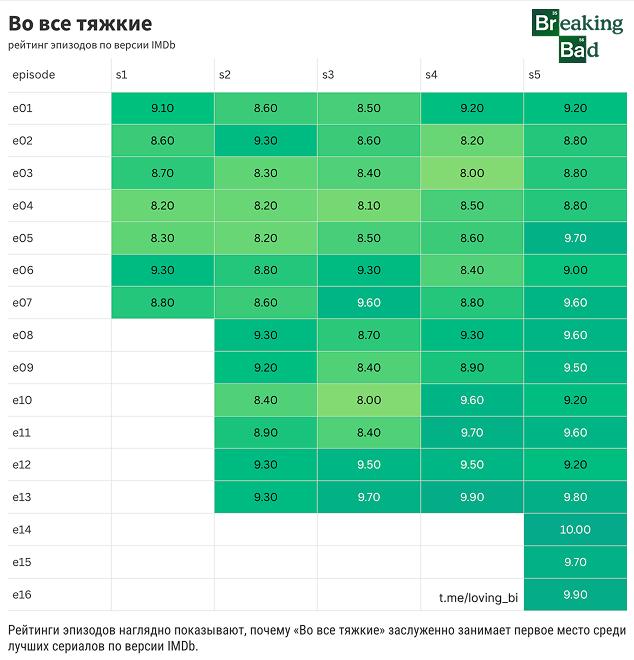 Во все тяжкие
рейтинг эпизодов по версии IMDb
35
Breaking
56
Bad
episode s1 s2 s3 s4 s5
e01 9.10 8.60 8.50 9.20 9.20
e02 8.60 9.30 8.60 8.20 8.80
e03 8.70 8.30 8.40 8.00 8.80
e04 8.20 8.20 8.10 8.50 8.80
e05 8.30 8.20 8.50 8.60 9.70
e06 9.30 8.80 9.30 8.40 9.00
e07 8.80 8.60 9.60 8.80 9.60
e08 9.30 8.70 9.30 9.60
e09 9.20 8.40 8.90 9.50
e10 8.40 8.00 9.60 9.20
e11 8.90 8.40 9.70 9.60
e12 9.30 9.50 9.50 9.20
e13 9.30 9.70 9.90 9.80
e14 10.00
e15 9.70
e16 t.me/loving_bi 9.90
Рейтинги эпизодов наглядно показывают, почему «Во все тяжкие» заслуженно занимает первое место среди
лучших сериалов по версии IMDb.